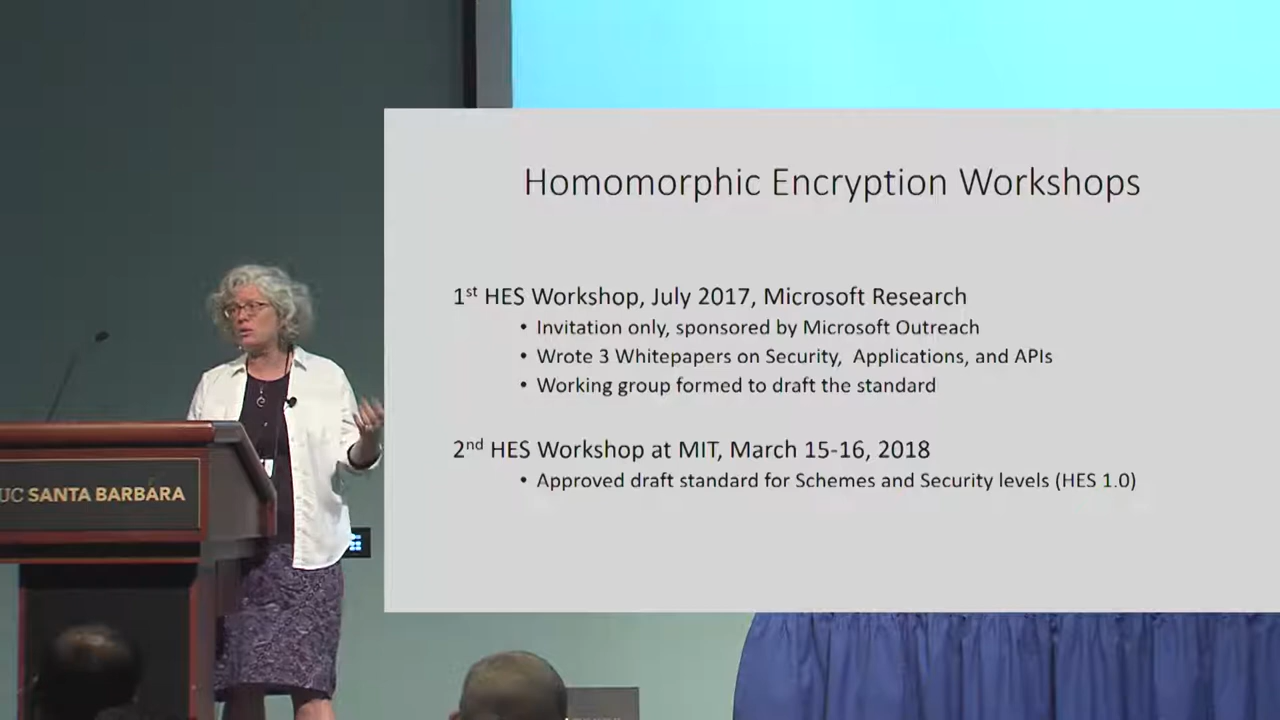 Homomorphic Encryption Workshops
1st HES Workshop, July 2017, Microsoft Research
• Invitation only, sponsored by Microsoft Outreach
• Wrote 3 Whitepapers on Security, Applications, and APIs
• Working group formed to draft the standard
2nd HES Workshop at MIT, March 15-16, 2018
• Approved draft standard for Schemes and Security levels (HES 1.0)
UC SANTA BARBARA